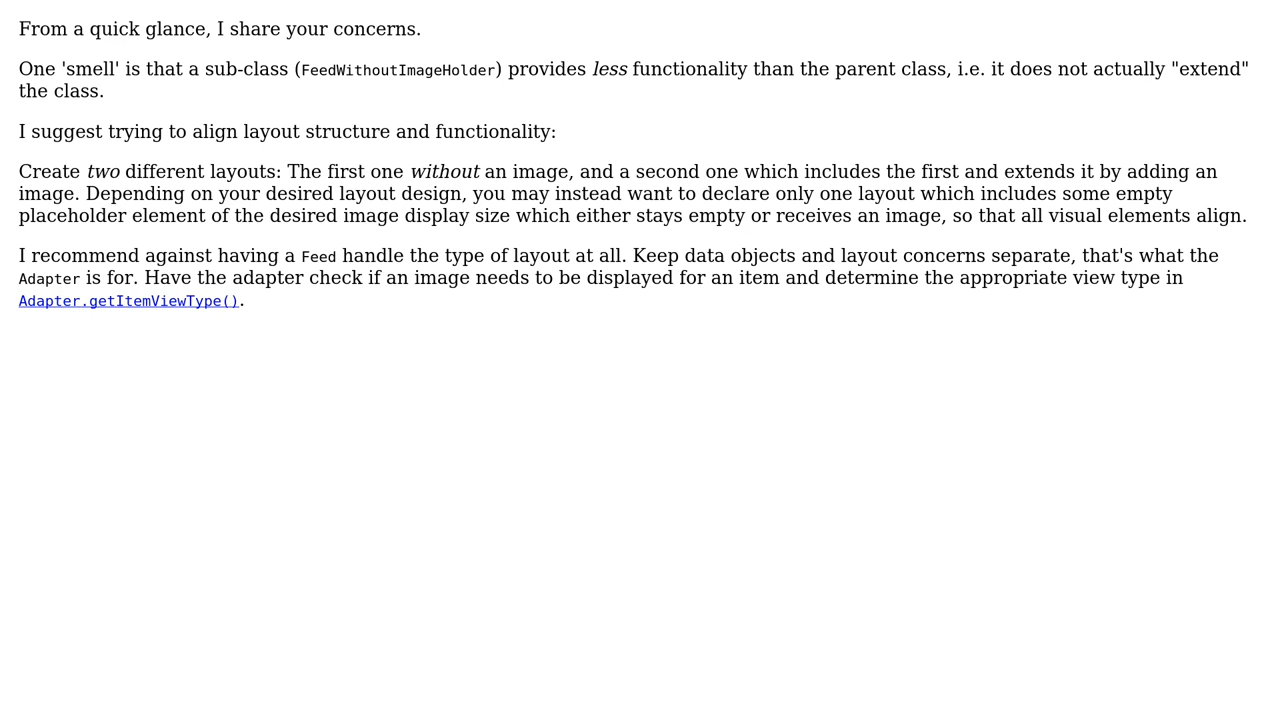 From a quick glance, I share your concerns.
One 'smell' is that a sub-class (FeedWithoutImageHolder) provides less functionality than the parent class, i.e. it does not actually "extend"
the class.
I suggest trying to align layout structure and functionality:
Create two different layouts: The first one without an image, and a second one which includes the first and extends it by adding an
image. Depending on your desired layout design, you may instead want to declare only one layout which includes some empty
placeholder element of the desired image display size which either stays empty or receives an image, so that all visual elements align.
I recommend against having a Feed handle the type of layout at all. Keep data objects and layout concerns separate, that's what the
Adapter is for. Have the adapter check if an image needs to be displayed for an item and determine the appropriate view type in
Adapter.getItemViewType().